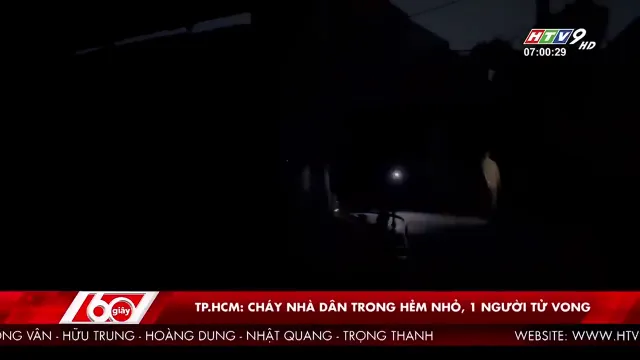 HTV9 HD
07:00:29
60 giây
TP.HCM: CHÁY NHÀ DÂN TRONG HẺM NHỎ, 1 NGƯỜI TỬ VONG
VÂN - HỮU TRUNG - HOÀNG DUNG - NHẬT QUANG - TRỌNG THANH
WEBSITE: WWW.HTV